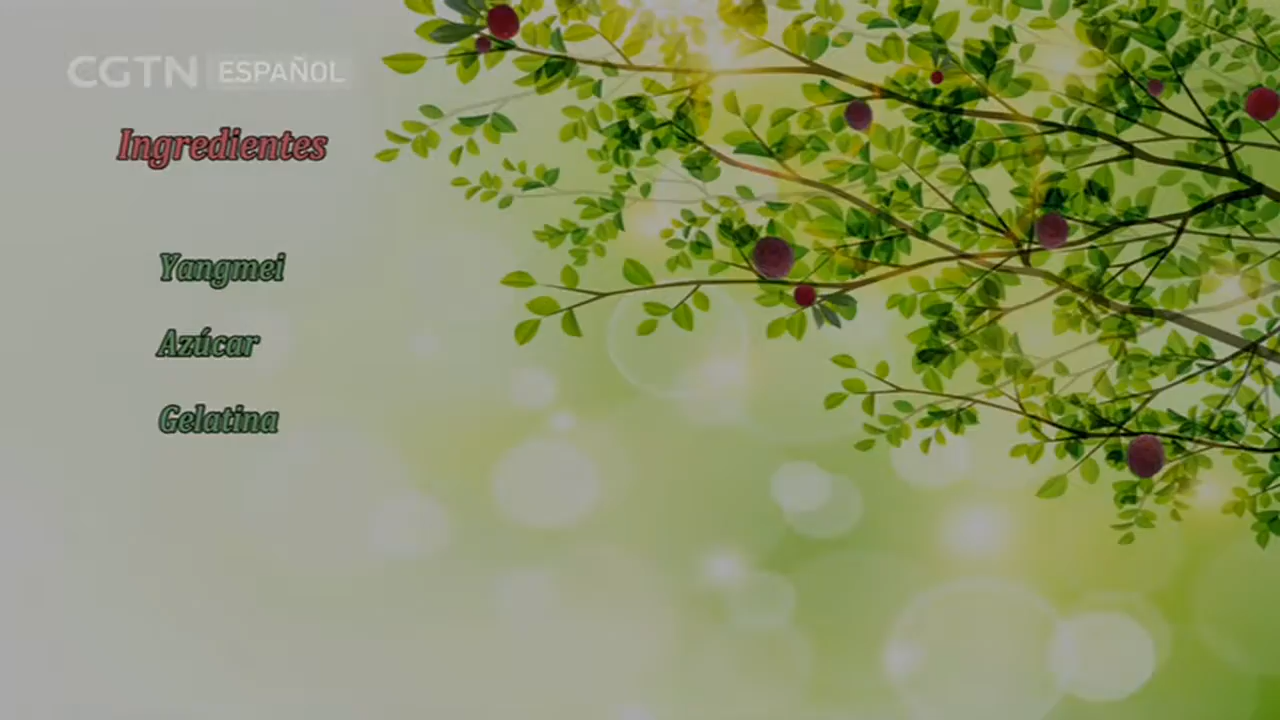 CGTN ESPAÑOL
Ingredientes
Yangmei
Azúcar
Gelatina